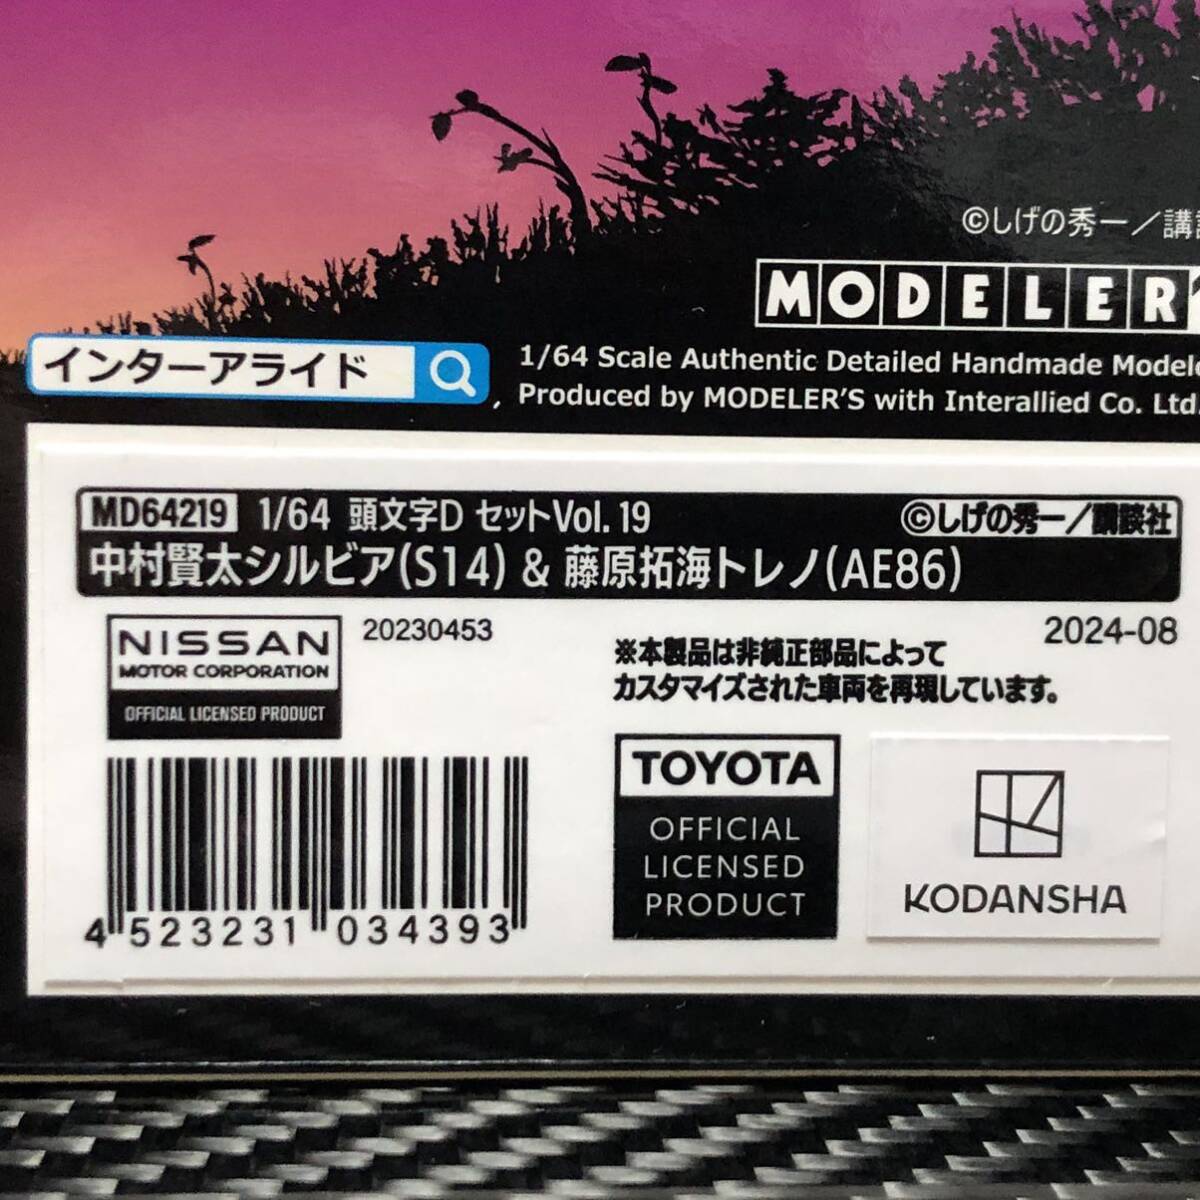 ©しげの秀一／講
MODELER
インターアライド
1/64 Scale Authentic Detailed Handmade
Produced by MODELER'S with Interallied Co. Ltd
MD64219 1/64 頭文字D セットVol. 19 ©しげの秀一／講談社
中村賢太シルビア(S14) & 藤原拓海トレノ(AE86)
NISSAN
MOTOR CORPORATION
OFFICIAL LICENSED PRODUCT
20230453
2024-08
※本製品は非純正部品によって
カスタマイズされた車両を再現しています。
4 523231 034393
TOYOTA
OFFICIAL
LICENSED
PRODUCT
KODANSHA